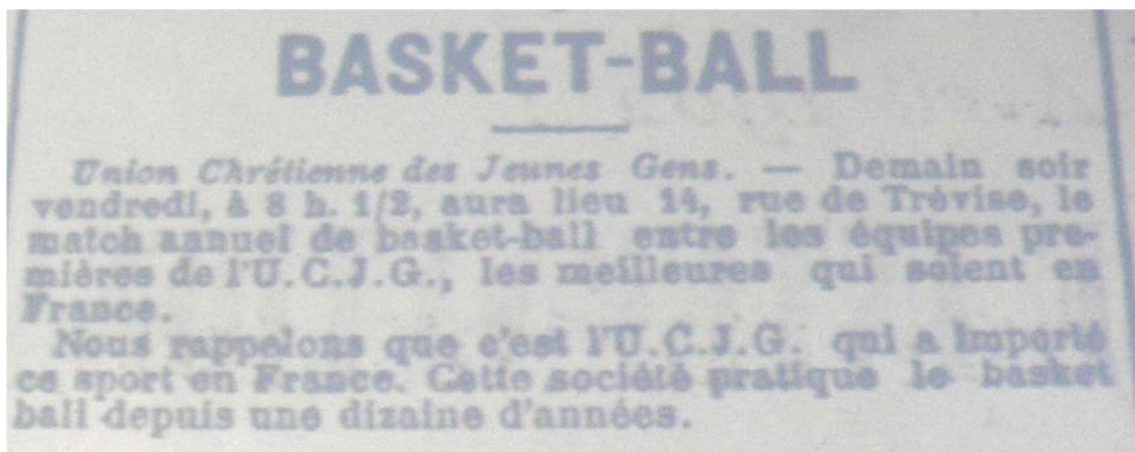 BASKET-BALL
Union Chrétienne des Jeunes Gens. — Demain soir
vendredi, à 8 h. 1/2, aura lieu 14, rue de Trévise, le
match annuel de basket-ball entre les équipes pre-
mières de l'U.C.J.G., les meilleures qui soient en
France.
Nous rappelons que c'est l'U.C.J.G. qui a importé
ce sport en France. Cette société pratique le basket
ball depuis une dizaine d'années.